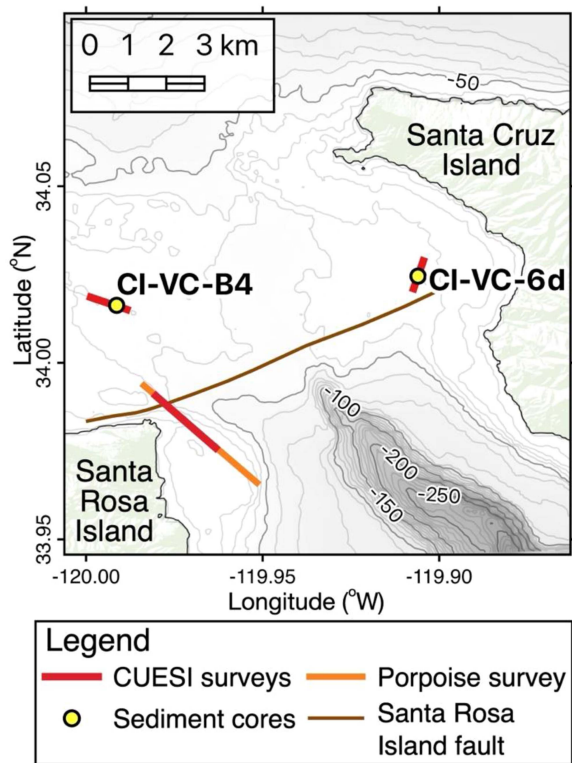 0 1 2 3 km
-50
Santa Cruz
Island
34.05
CI-VC-B4
CI-VC-6d
Latitude (°N)
34.00
-100
-200
-250
-150
Santa
Rosa
Island
33.95
-120.00 -119.95 -119.90
Longitude (°W)
Legend
CUESI surveys Porpoise survey
Sediment cores Santa Rosa
Island fault